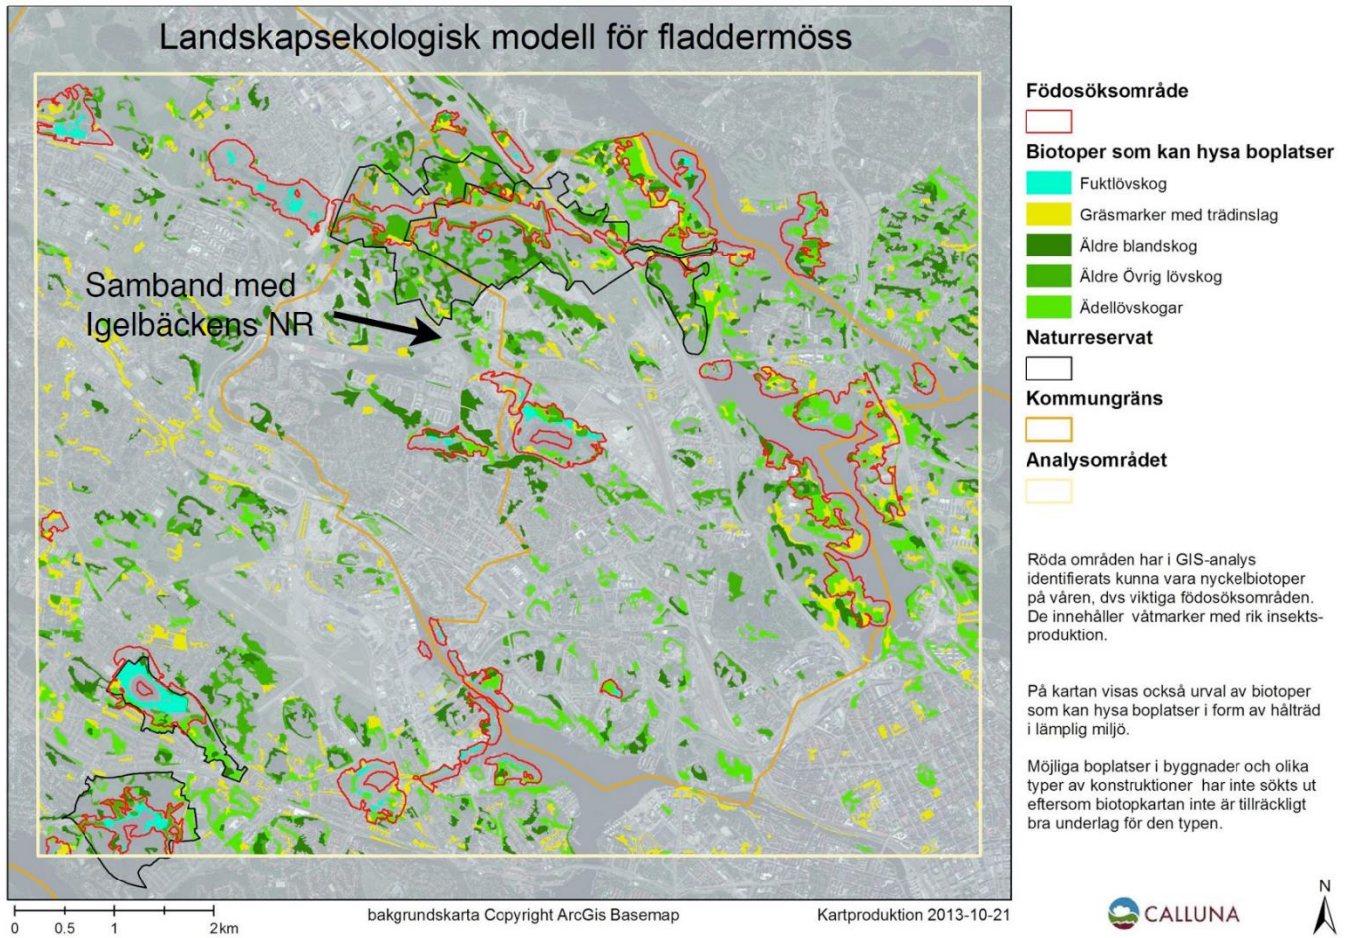 Landskapsekologisk modell för fladdermöss
Samband med
Igelbäckens NR
Födosöksområde
Biotoper som kan hysa boplatser
Fuktlövskog
Gräsmarker med trädinslag
Äldre blandskog
Äldre Övrig lövskog
Ädellövskogar
Naturreservat
Kommungräns
Analysområdet
Röda områden har i GIS-analys
identifierats kunna vara nyckelbiotoper
på våren, dvs viktiga födosöksområden.
De innehåller våtmarker med rik insekts-
produktion.
På kartan visas också urval av biotoper
som kan hysa boplatser i form av hålträd
i lämplig miljö.
Möjliga boplatser i byggnader och olika
typer av konstruktioner har inte sökts ut
eftersom biotopkartan inte är tillräckligt
bra underlag för den typen.
0 0.5 1 2 km
bakgrundskarta Copyright ArcGis Basemap
Kartproduktion 2013-10-21
CALLUNA
N